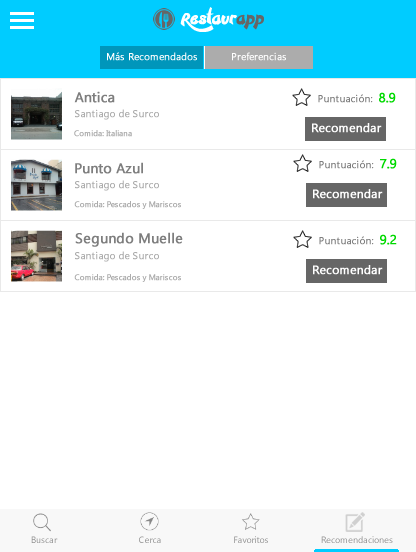 Restaurapp
Más Recomendados Preferencias
Antica
Puntuación: 8.9
Santiago de Surco
Recomendar
Comida: Italiana
Punto Azul
Puntuación: 7.9
Santiago de Surco
Recomendar
Comida: Pescados y Mariscos
Segundo Muelle
Puntuación: 9.2
Santiago de Surco
Recomendar
Comida: Pescados y Mariscos
Buscar Cerca Favoritos Recomendaciones